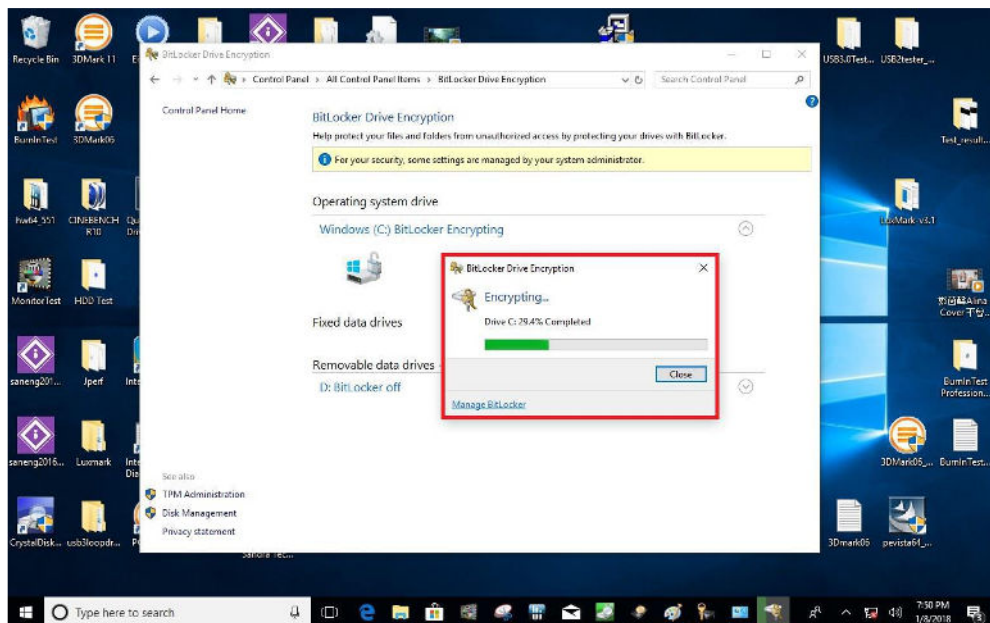 BitLocker Drive Encryption
Recycle Bin
3DMark 11
USB3.0Test...
USB2tester_...
Control Panel > All Control Panel Items > BitLocker Drive Encryption
Search Control Panel
Control Panel Home
BitLocker Drive Encryption
Help protect your files and folders from unauthorized access by protecting your drives with BitLocker.
For your security, some settings are managed by your system administrator.
BurnInTest
3DMark06
Test_result...
Operating system drive
Windows (C:) BitLocker Encrypting
hw64_551
CINEBENCH
R10
LuxMark-v3.1
BitLocker Drive Encryption
Encrypting...
Drive C: 29.4% Completed
Close
Manage BitLocker
MonitorTest
HDD Test
Cover
Fixed data drives
Removable data drives
D: BitLocker off
saneng201...
Jperf
BurnInTest
Profession...
saneng2016...
Luxmark
3DMark06_...
BurnInTest...
See also
TPM Administration
Disk Management
Privacy statement
CrystalDisk...
usb3loopdr...
3Dmark06
pevista64_...
Type here to search
7:50 PM
1/8/2018